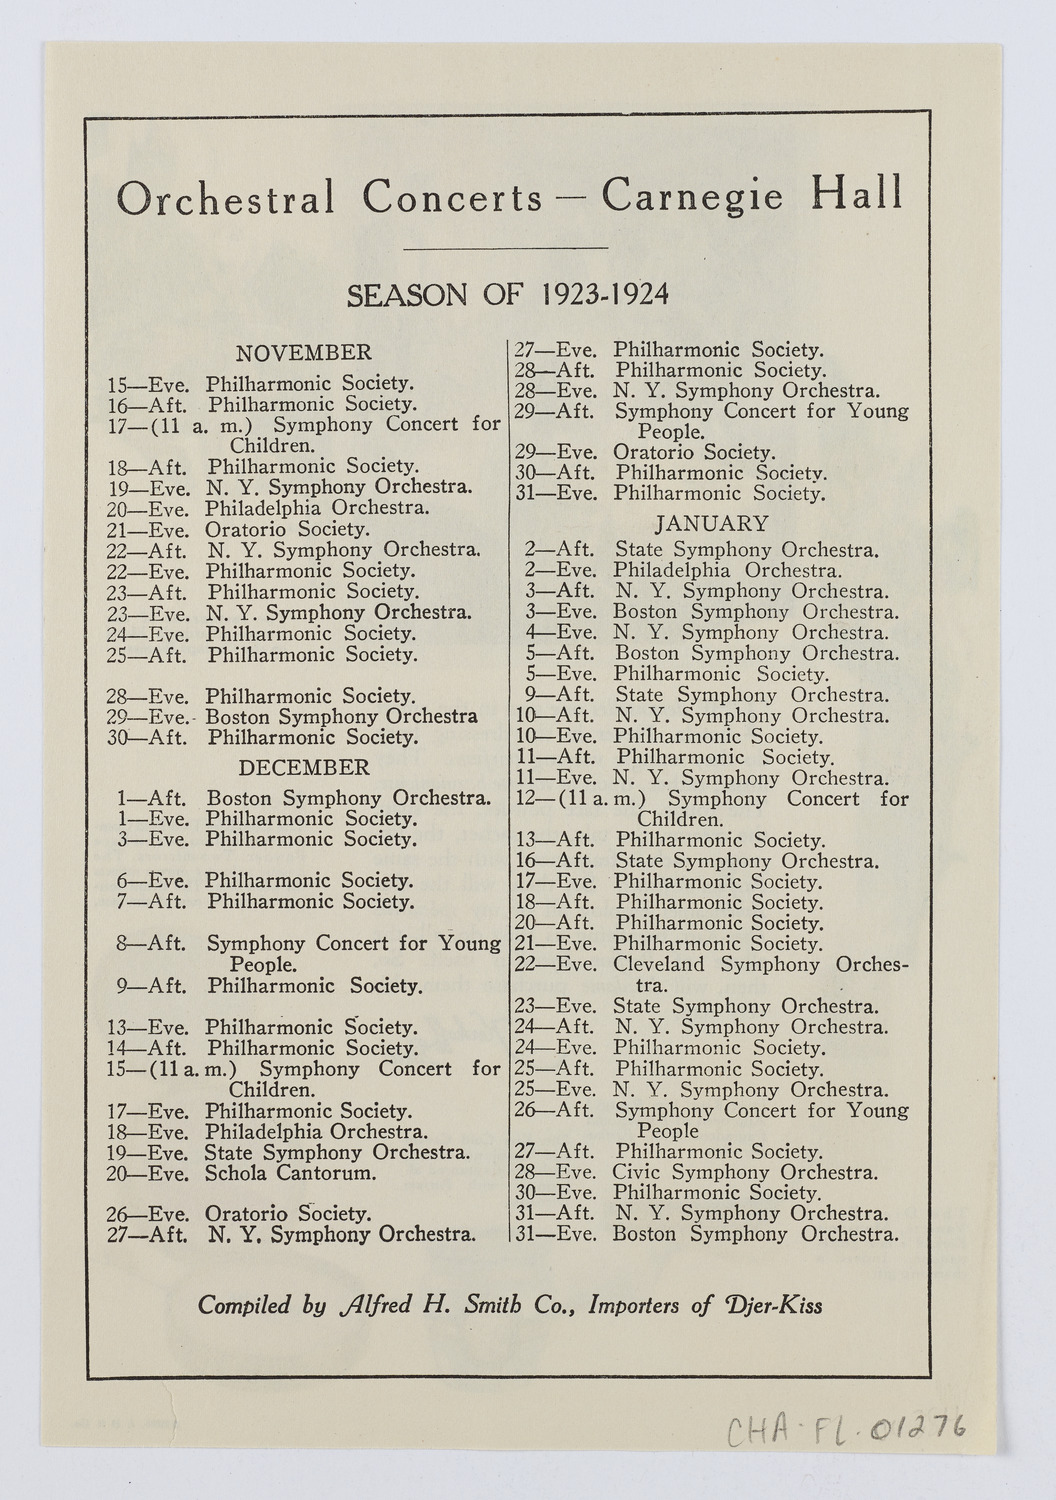 Orchestral Concerts — Carnegie Hall
SEASON OF 1923-1924
NOVEMBER
15—Eve. Philharmonic Society.
16—Aft. Philharmonic Society.
17—(11 a. m.) Symphony Concert for
Children.
18—Aft. Philharmonic Society.
19—Eve. N. Y. Symphony Orchestra.
20—Eve. Philadelphia Orchestra.
21—Eve. Oratorio Society.
22—Aft. N. Y. Symphony Orchestra.
22—Eve. Philharmonic Society.
23—Aft. Philharmonic Society.
23—Eve. N. Y. Symphony Orchestra.
24—Eve. Philharmonic Society.
25—Aft. Philharmonic Society.
28—Eve. Philharmonic Society.
29—Eve. Boston Symphony Orchestra
30—Aft. Philharmonic Society.
DECEMBER
1—Aft. Boston Symphony Orchestra.
1—Eve. Philharmonic Society.
3—Eve. Philharmonic Society.
6—Eve. Philharmonic Society.
7—Aft. Philharmonic Society.
8—Aft. Symphony Concert for Young
People.
9—Aft. Philharmonic Society.
13—Eve. Philharmonic Society.
14—Aft. Philharmonic Society.
15—(11 a. m.) Symphony Concert for
Children.
17—Eve. Philharmonic Society.
18—Eve. Philadelphia Orchestra.
19—Eve. State Symphony Orchestra.
20—Eve. Schola Cantorum.
26—Eve. Oratorio Society.
27—Aft. N. Y. Symphony Orchestra.
27—Eve. Philharmonic Society.
28—Aft. Philharmonic Society.
28—Eve. N. Y. Symphony Orchestra.
29—Aft. Symphony Concert for Young
People.
29—Eve. Oratorio Society.
30—Aft. Philharmonic Society.
31—Eve. Philharmonic Society.
JANUARY
2—Aft. State Symphony Orchestra.
2—Eve. Philadelphia Orchestra.
3—Aft. N. Y. Symphony Orchestra.
3—Eve. Boston Symphony Orchestra.
4—Eve. N. Y. Symphony Orchestra.
5—Aft. Boston Symphony Orchestra.
5—Eve. Philharmonic Society.
9—Aft. State Symphony Orchestra.
10—Aft. N. Y. Symphony Orchestra.
10—Eve. Philharmonic Society.
11—Aft. Philharmonic Society.
11—Eve. N. Y. Symphony Orchestra.
12—(11 a. m.) Symphony Concert for
Children.
13—Aft. Philharmonic Society.
16—Aft. State Symphony Orchestra.
17—Eve. Philharmonic Society.
18—Aft. Philharmonic Society.
20—Aft. Philharmonic Society.
21—Eve. Philharmonic Society.
22—Eve. Cleveland Symphony Orches-
tra.
23—Eve. State Symphony Orchestra.
24—Aft. N. Y. Symphony Orchestra.
24—Eve. Philharmonic Society.
25—Aft. Philharmonic Society.
25—Eve. N. Y. Symphony Orchestra.
26—Aft. Symphony Concert for Young
People
27—Aft. Philharmonic Society.
28—Eve. Civic Symphony Orchestra.
30—Eve. Philharmonic Society.
31—Aft. N. Y. Symphony Orchestra.
31—Eve. Boston Symphony Orchestra.
Compiled by Alfred H. Smith Co., Importers of Djer-Kiss
CHA-FL-01276